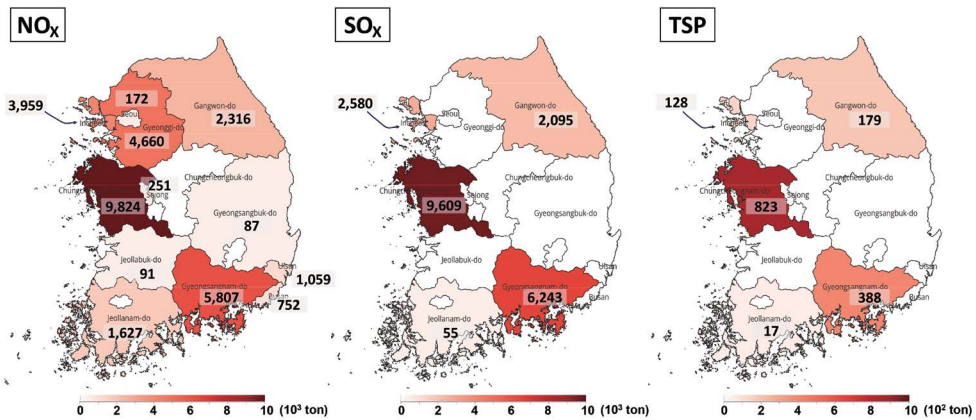 NOX
SOX
TSP
3,959
172
Seoul
Gangwon-do
2,316
Incheon
Gyeonggi-do
4,660
251
Sejong
9,824
Gyeongsangbuk-do
87
Jeollabuk-do
91
Ulsan
1,059
Gyeongsangnam-do
5,807
Busan
752
Jeollanam-do
1,627
0 2 4 6 8 10 (10³ ton)
2,580
Gangwon-do
2,095
Incheon
Gyeonggi-do
Chungcheongbuk-do
Sejong
9,609
Gyeongsangbuk-do
Jeollabuk-do
Ulsan
Gyeongsangnam-do
6,243
Busan
Jeollanam-do
55
0 2 4 6 8 10 (10³ ton)
128
Gangwon-do
179
Incheon
Gyeonggi-do
Chungcheongbuk-do
Sejong
823
Gyeongsangbuk-do
Jeollabuk-do
Ulsan
Gyeongsangnam-do
388
Busan
Jeollanam-do
17
0 2 4 6 8 10 (10² ton)